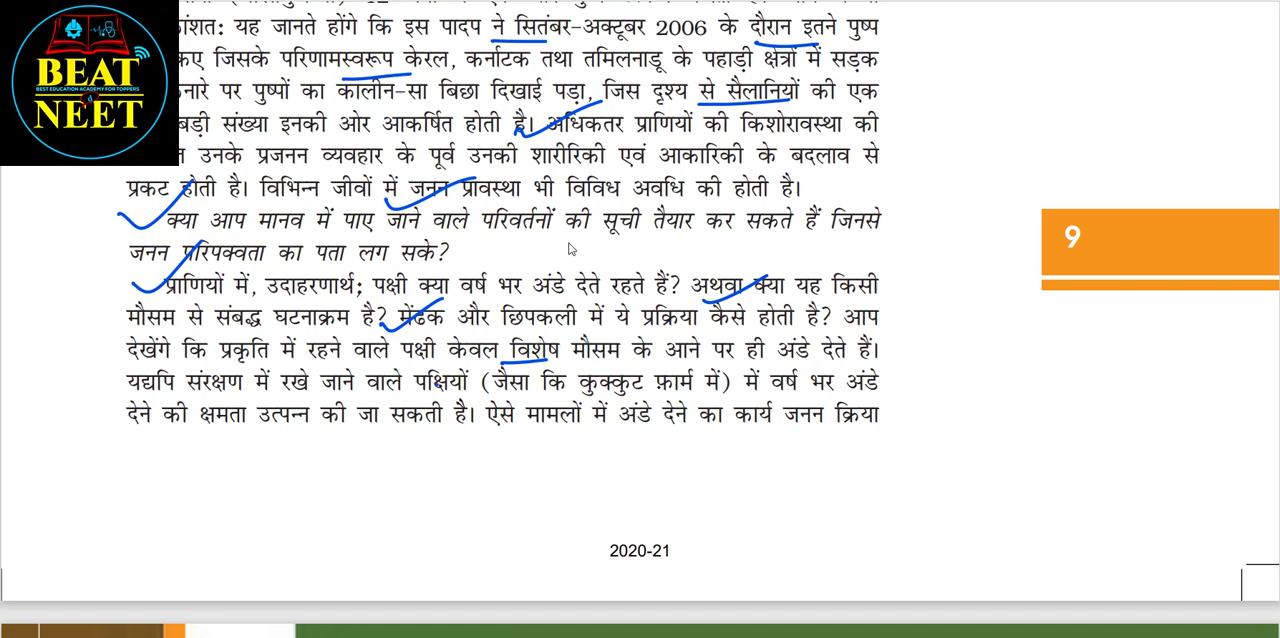 BEAT
BEST EDUCATION ACADEMY FOR TOPPERS
NEET
यह जानते होंगे कि इस पादप ने सितंबर-अक्टूबर 2006 के दौरान इतने पुष्प
जिसके परिणामस्वरूप केरल, कर्नाटक तथा तमिलनाडू के पहाड़ी क्षेत्रों में सड़क
पर पुष्पों का कालीन-सा बिछा दिखाई पड़ा, जिस दृश्य से सैलानियों की एक
बड़ी संख्या इनकी ओर आकर्षित होती है। अधिकतर प्राणियों की किशोरावस्था की
उनके प्रजनन व्यवहार के पूर्व उनकी शारीरिकी एवं आकारिकी के बदलाव से
प्रकट होती है। विभिन्न जीवों में जनन प्रावस्था भी विविध अवधि की होती है।
क्या आप मानव में पाए जाने वाले परिवर्तनों की सूची तैयार कर सकते हैं जिनसे
जनन परिपक्वता का पता लग सके?
प्राणियों में, उदाहरणार्थ; पक्षी क्या वर्ष भर अंडे देते रहते हैं? अथवा क्या यह किसी
मौसम से संबद्ध घटनाक्रम है? मेंढक और छिपकली में ये प्रक्रिया कैसे होती है? आप
देखेंगे कि प्रकृति में रहने वाले पक्षी केवल विशेष मौसम के आने पर ही अंडे देते हैं।
यद्यपि संरक्षण में रखे जाने वाले पक्षियों (जैसा कि कुक्कुट फ़ार्म में) में वर्ष भर अंडे
देने की क्षमता उत्पन्न की जा सकती है। ऐसे मामलों में अंडे देने का कार्य जनन क्रिया
9
2020-21